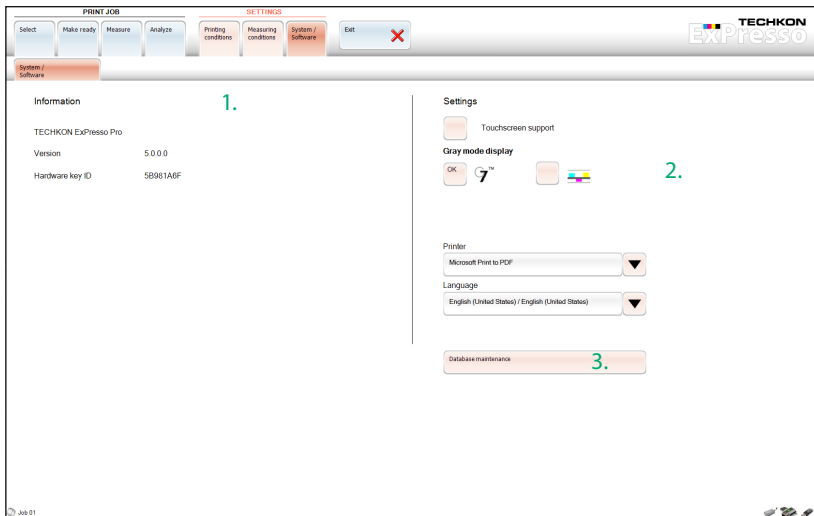 PRINT JOB
SETTINGS
Select
Make ready
Measure
Analyze
Printing
conditions
Measuring
conditions
System /
Software
Exit
TECHKON
ExPresso
System /
Software
Information
1.
TECHKON ExPresso Pro
Version 5.0.0.0
Hardware key ID 5B981A6F
Settings
Touchscreen support
Gray mode display
OK
G7™
2.
Printer
Microsoft Print to PDF
Language
English (United States) / English (United States)
Database maintenance
3.
Job 01